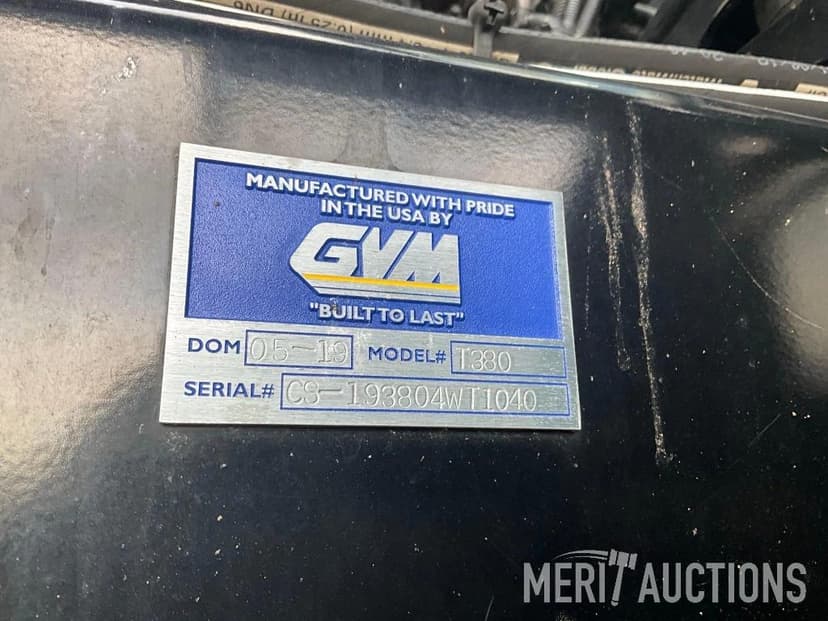 MANUFACTURED WITH PRIDE
IN THE USA BY
GVM
"BUILT TO LAST"
DOM 05-19 MODEL# T380
SERIAL# CS-193804WT1040
MERIT AUCTIONS